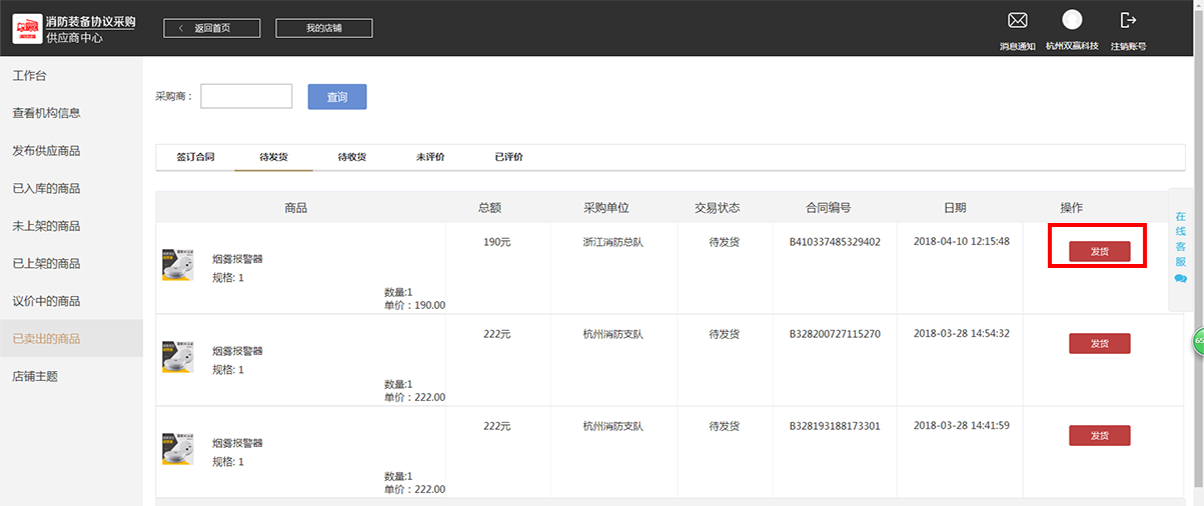 消防装备协议采购
供应商中心
返回首页
我的店铺
消息通知
杭州双赢科技
注销账号
工作台
查看机构信息
发布供应商品
已入库的商品
未上架的商品
已上架的商品
议价中的商品
已卖出的商品
店铺主题
采购商：
查询
签订合同 待发货 待收货 未评价 已评价
商品 总额 采购单位 交易状态 合同编号 日期 操作
190元 浙江消防总队 待发货 B410337485329402 2018-04-10 12:15:48 发货
烟雾报警器
规格: 1
数量:1
单价：190.00
222元 杭州消防支队 待发货 B328200727115270 2018-03-28 14:54:32 发货
烟雾报警器
规格: 1
数量:1
单价：222.00
222元 杭州消防支队 待发货 B328193188173301 2018-03-28 14:41:59 发货
烟雾报警器
规格: 1
数量:1
单价：222.00
在线客服
65